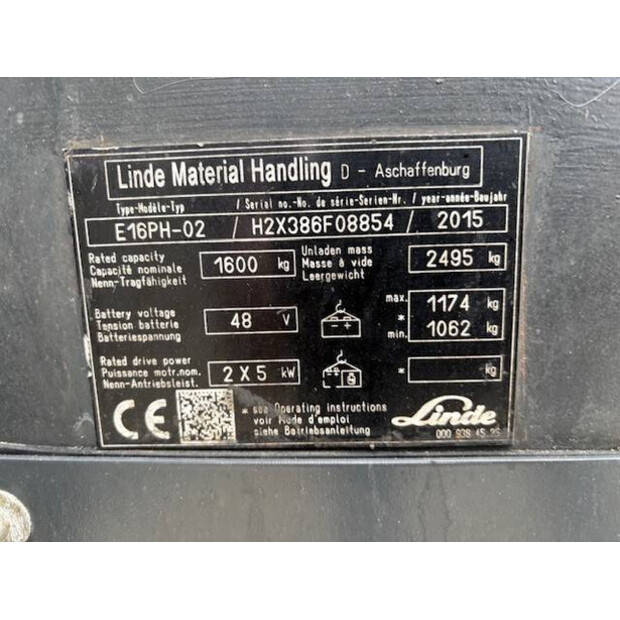 Linde Material Handling D - Aschaffenburg
Type-Modèle-Typ / Serial no.-No. de série-Serien-Nr. / year-année-Baujahr
E16PH-02 / H2X386F08854 / 2015
Rated capacity
Capacité nominale
Nenn-Tragfähigkeit
1600 kg
Unladen mass
Masse à vide
Leergewicht
2495 kg
Battery voltage
Tension batterie
Batteriespannung
48 V
- +
max. 1174 kg
*
min. 1062 kg
Rated drive power
Puissance motr.nom.
Nenn-Antriebsleist.
2 X 5 kW
* kg
CE
* see Operating instructions
voir Mode d'emploi
siehe Betriebsanleitung
Linde
000 938 45